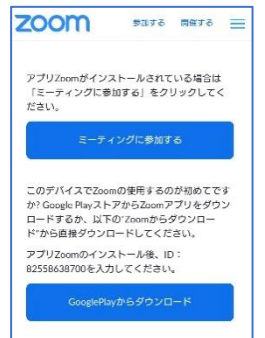 zoom 参加する 開催する
アプリZoomがインストールされている場合は
「ミーティングに参加する」をクリックしてく
ださい。
ミーティングに参加する
このデバイスでZoomの使用するのが初めてです
か? Google PlayストアからZoomアプリをダウン
ロードするか、以下の"Zoomからダウンロー
ド"から直接ダウンロードしてください。
アプリZoomのインストール後、ID：
82558638700を入力してください。
GooglePlayからダウンロード